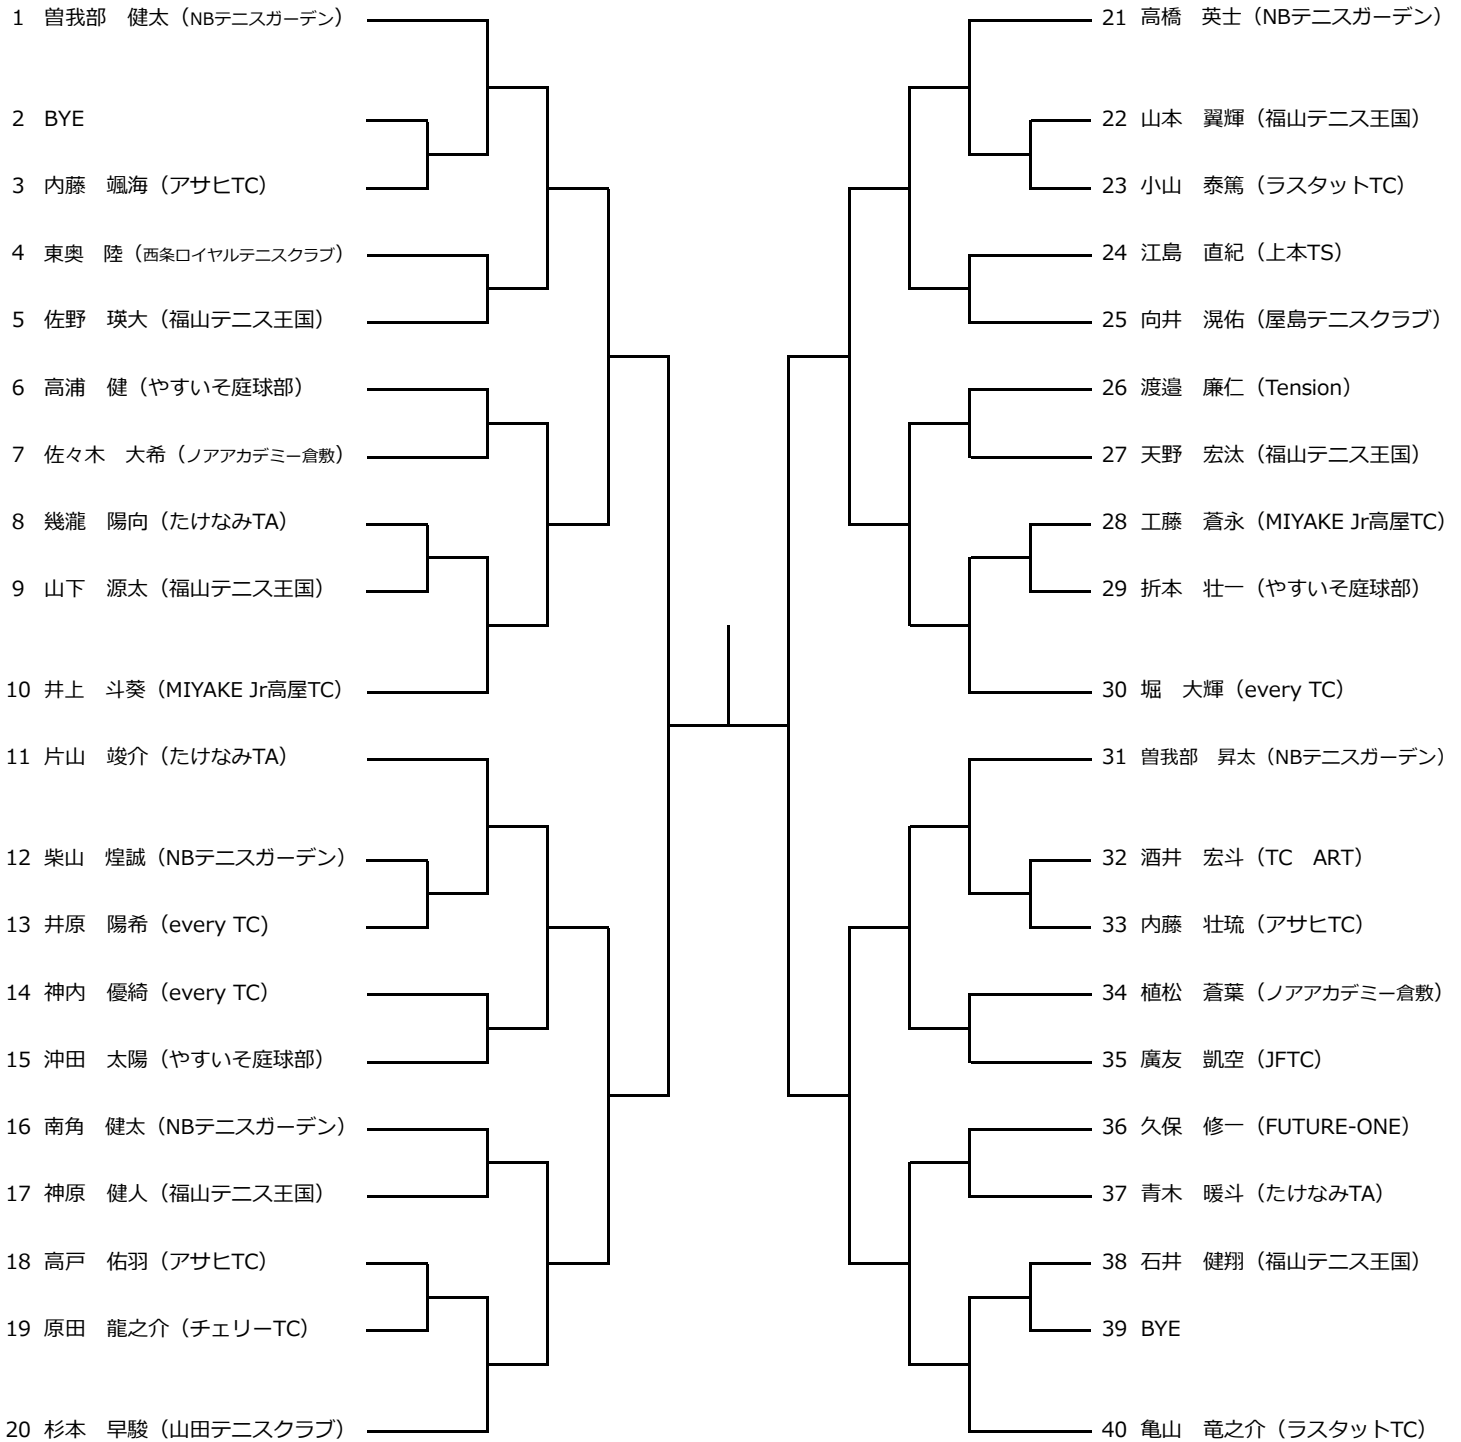 1 曽我部　健太（NBテニスガーデン）
2 BYE
3 内藤　颯海（アサヒTC）
4 東奥　陸（西条ロイヤルテニスクラブ）
5 佐野　瑛大（福山テニス王国）
6 高浦　健（やすいそ庭球部）
7 佐々木　大希（ノアアカデミー倉敷）
8 幾瀧　陽向（たけなみTA）
9 山下　源太（福山テニス王国）
10 井上　斗葵（MIYAKE Jr高屋TC）
11 片山　竣介（たけなみTA）
12 柴山　煌誠（NBテニスガーデン）
13 井原　陽希（every TC)
14 神内　優綺（every TC）
15 沖田　太陽（やすいそ庭球部）
16 南角　健太（NBテニスガーデン）
17 神原　健人（福山テニス王国）
18 高戸　佑羽（アサヒTC）
19 原田　龍之介（チェリーTC）
20 杉本　早駿（山田テニスクラブ）
21 高橋　英士（NBテニスガーデン）
22 山本　翼輝（福山テニス王国）
23 小山　泰篤（ラスタットTC）
24 江島　直紀（上本TS）
25 向井　滉佑（屋島テニスクラブ）
26 渡邉　廉仁（Tension）
27 天野　宏汰（福山テニス王国）
28 工藤　蒼永（MIYAKE Jr高屋TC）
29 折本　壮一（やすいそ庭球部）
30 堀　大輝（every TC）
31 曽我部　昇太（NBテニスガーデン）
32 酒井　宏斗（TC　ART）
33 内藤　壮琉（アサヒTC）
34 植松　蒼葉（ノアアカデミー倉敷）
35 廣友　凱空（JFTC）
36 久保　修一（FUTURE-ONE）
37 青木　暖斗（たけなみTA）
38 石井　健翔（福山テニス王国）
39 BYE
40 亀山　竜之介（ラスタットTC）